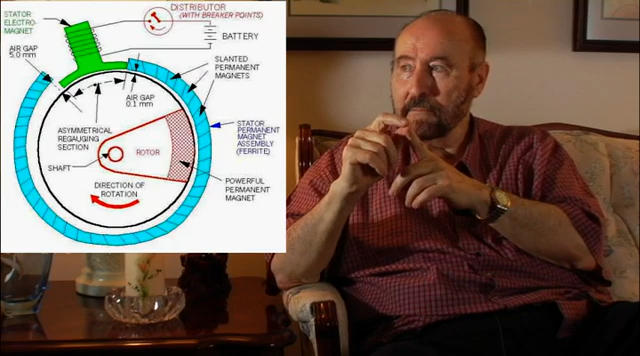 STATOR
ELECTRO-
MAGNET
DISTRIBUTOR
(WITH BREAKER POINTS)
BATTERY
AIR GAP
5.0 mm
SLANTED
PERMANENT
MAGNETS
AIR GAP
0.1 mm
ASYMMETRICAL
REGAUGING
SECTION
STATOR
PERMANENT
MAGNET
ASSEMBLY
(FERRITE)
ROTOR
SHAFT
POWERFUL
PERMANENT
MAGNET
DIRECTION OF
ROTATION